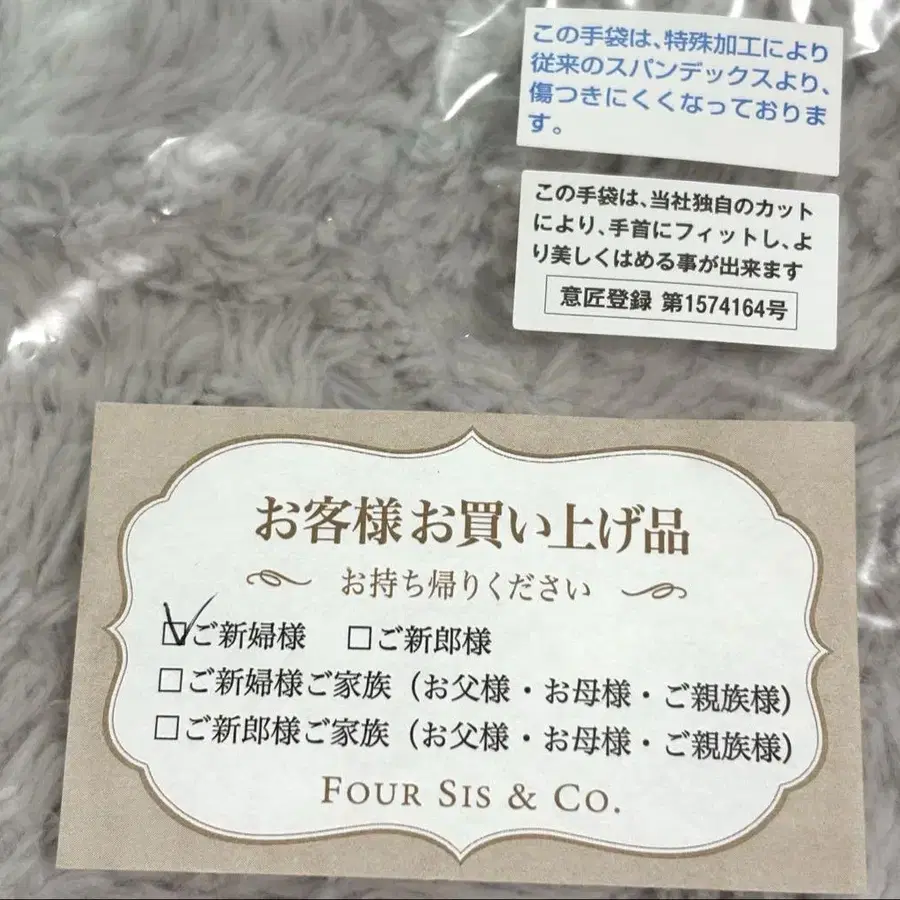 この手袋は、特殊加工により
従来のスパンデックスより、
傷つきにくくなっておりま
す。
この手袋は、当社独自のカット
により、手首にフィットし、よ
り美しくはめる事が出来ます
意匠登録 第1574164号
お客様お買い上げ品
お持ち帰りください
☑ご新婦様 □ご新郎様
□ご新婦様ご家族(お父様・お母様・ご親族様)
□ご新郎様ご家族(お父様・お母様・ご親族様)
FOUR SIS & CO.